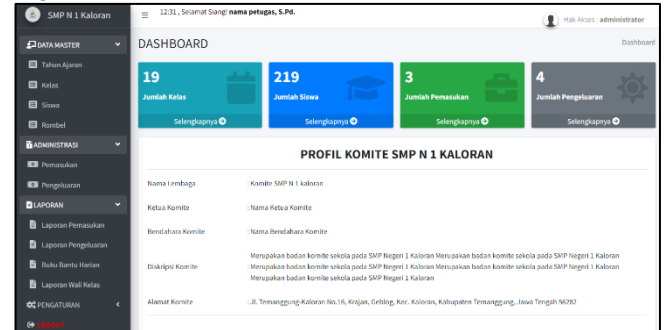 SMP N 1 Kaloran
12:31 , Selamat Siang! nama petugas, S.Pd.
Hak Akses : administrator
DATA MASTER
Tahun Ajaran
Kelas
Siswa
Rombel
ADMINISTRASI
Pemasukan
Pengeluaran
LAPORAN
Laporan Pemasukan
Laporan Pengeluaran
Buku Bantu Harian
Laporan Wali Kelas
PENGATURAN
LOGOUT
DASHBOARD
Dashboard
19
Jumlah Kelas
Selengkapnya
219
Jumlah Siswa
Selengkapnya
3
Jumlah Pemasukan
Selengkapnya
4
Jumlah Pengeluaran
Selengkapnya
PROFIL KOMITE SMP N 1 KALORAN
Nama Lembaga : Komite SMP N 1 kaloran
Ketua Komite : Nama Ketua Komite
Bendahara Komite : Nama Bendahara Komite
Merupakan badan komite sekola pada SMP Negeri 1 Kaloran Merupakan badan komite sekola pada SMP Negeri 1 Kaloran
Diskripsi Komite : Merupakan badan komite sekola pada SMP Negeri 1 Kaloran Merupakan badan komite sekola pada SMP Negeri 1 Kaloran
Merupakan badan komite sekola pada SMP Negeri 1 Kaloran
Alamat Komite : Jl. Temanggung-Kaloran No.16, Krajan, Geblog, Kec. Kaloran, Kabupaten Temanggung, Jawa Tengah 56282